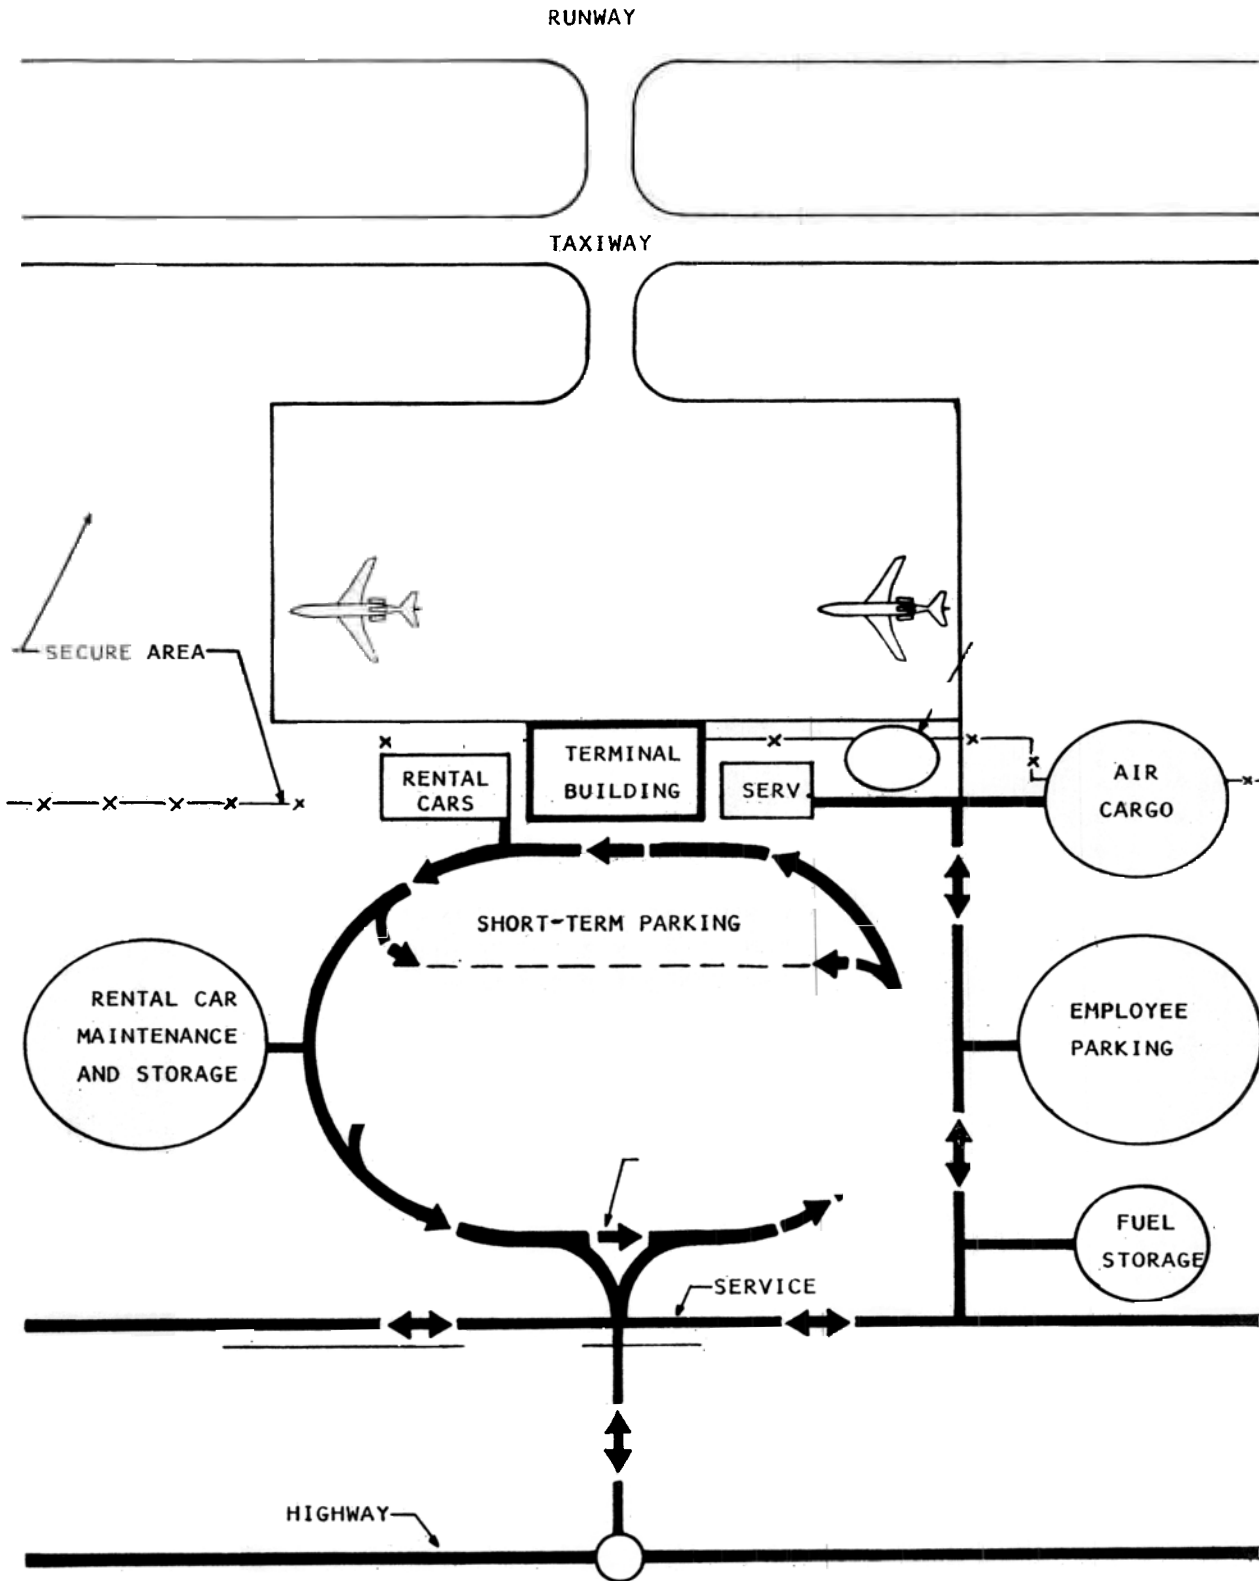 RUNWAY
TAXIWAY
SECURE AREA
TERMINAL
BUILDING
RENTAL
CARS
SERV
AIR
CARGO
SHORT-TERM PARKING
RENTAL CAR
MAINTENANCE
AND STORAGE
EMPLOYEE
PARKING
FUEL
STORAGE
SERVICE
HIGHWAY